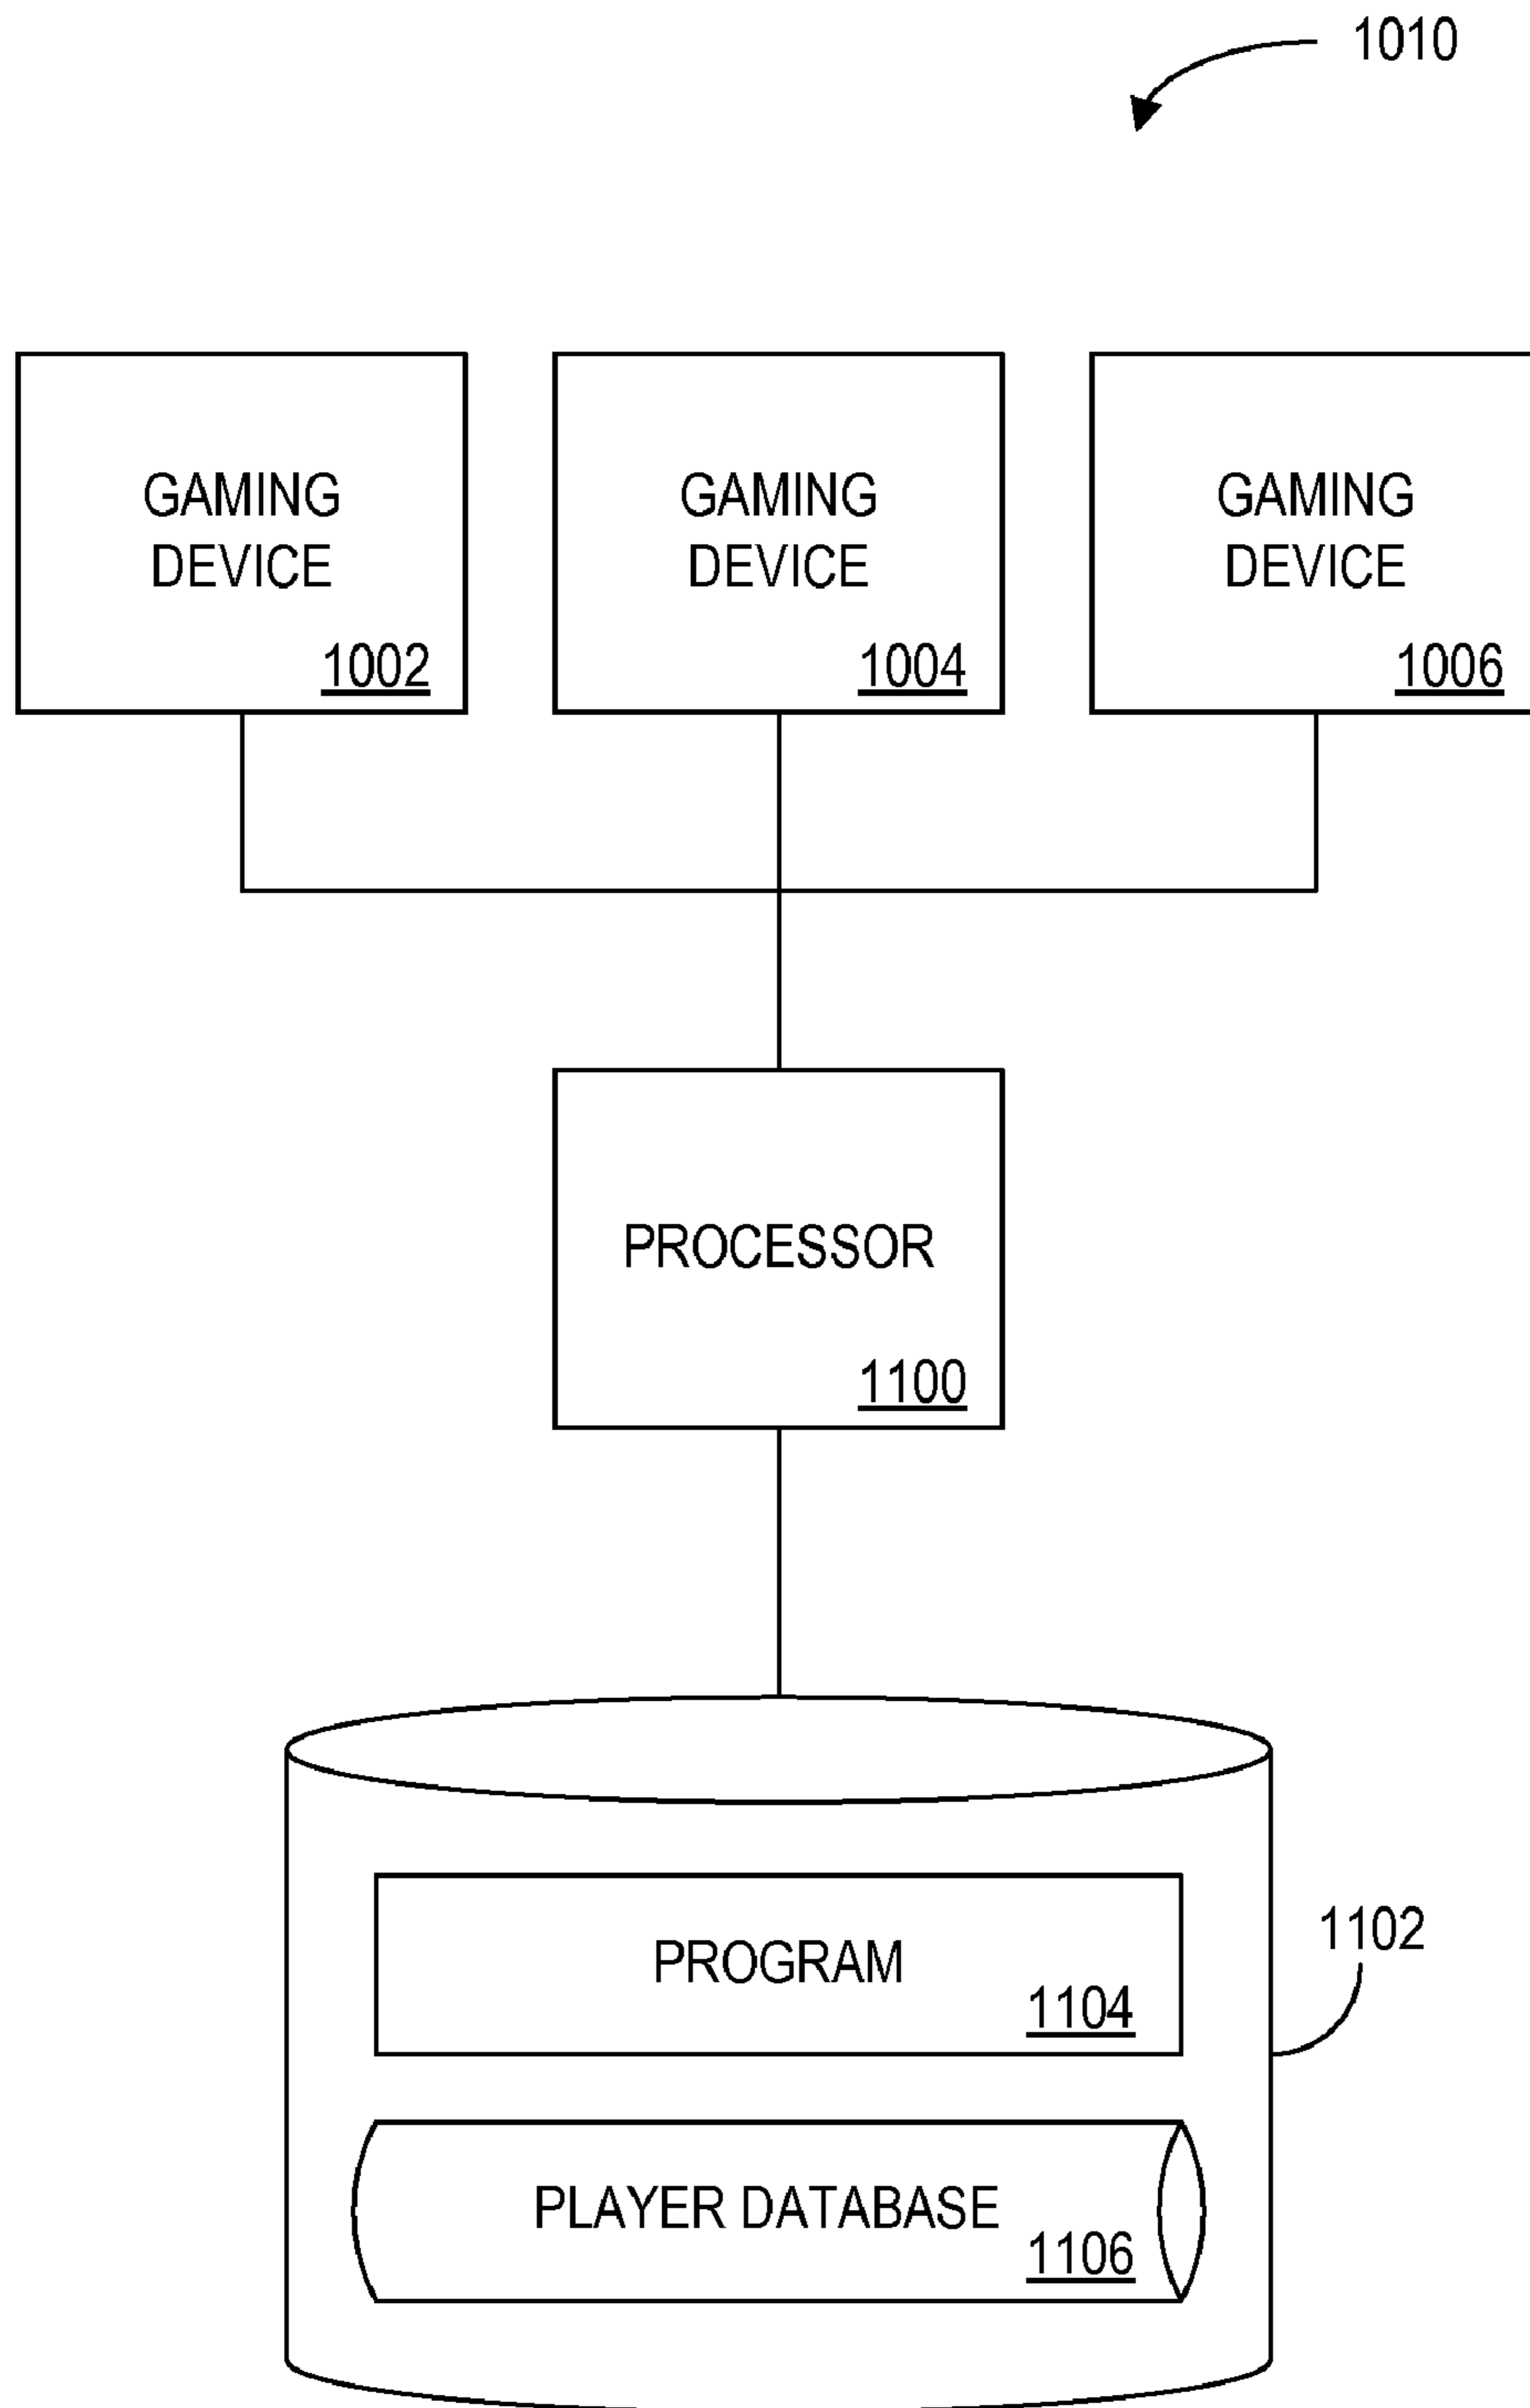 1010
GAMING
DEVICE
1002
GAMING
DEVICE
1004
GAMING
DEVICE
1006
PROCESSOR
1100
PROGRAM
1104
1102
PLAYER DATABASE
1106